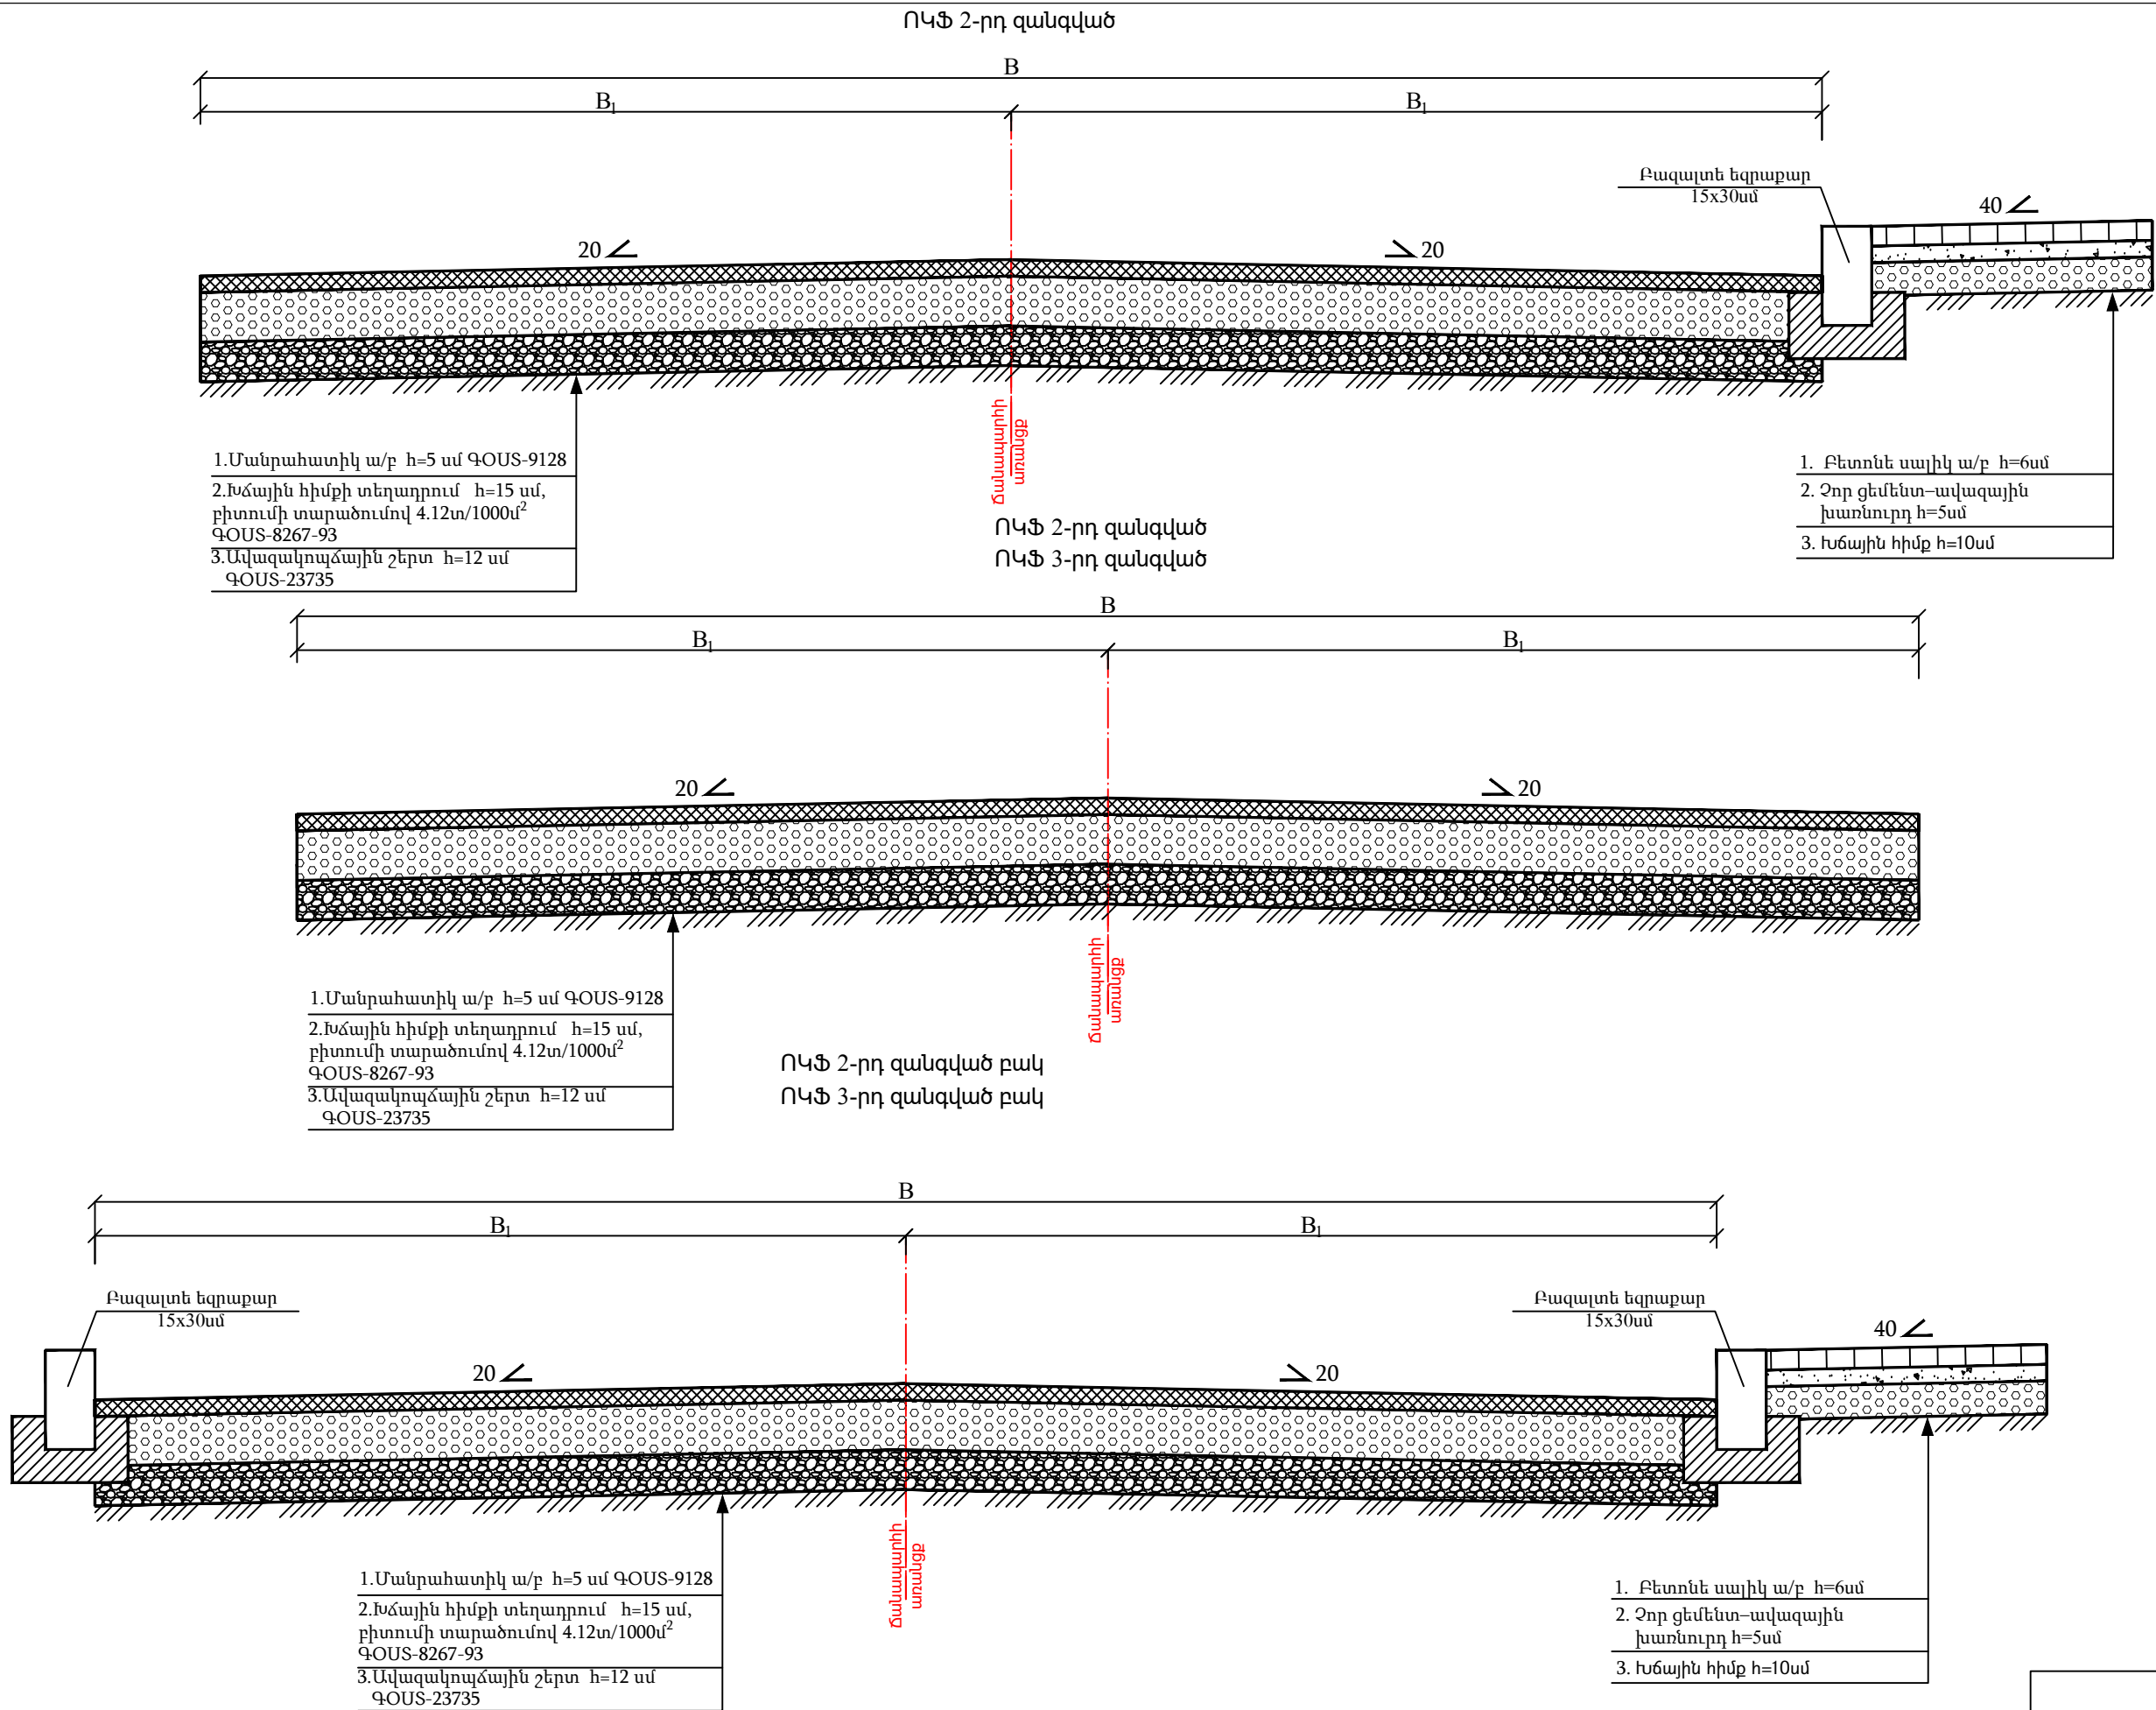 ՈԿՖ 2-րդ զանգված
B
B₁ B₁
Բազալտե եզրաքար
15x30սմ
40
20 20
Ճանապարհի
առանցք
1.Մանրահատիկ ա/բ h=5 սմ ԳՕՍՏ-9128
2.Խճային հիմքի տեղադրում h=15 սմ,
բիտումի տարածումով 4.12տ/1000մ²
ԳՕՍՏ-8267-93
3.Ավազակոպճային շերտ h=12 սմ
ԳՕՍՏ-23735
1. Բետոնե սալիկ ա/բ h=6սմ
2. Չոր ցեմենտ-ավազային
խառնուրդ h=5սմ
3. Խճային հիմք h=10սմ
ՈԿՖ 2-րդ զանգված
ՈԿՖ 3-րդ զանգված
B
B₁ B₁
20 20
Ճանապարհի
առանցք
1.Մանրահատիկ ա/բ h=5 սմ ԳՕՍՏ-9128
2.Խճային հիմքի տեղադրում h=15 սմ,
բիտումի տարածումով 4.12տ/1000մ²
ԳՕՍՏ-8267-93
3.Ավազակոպճային շերտ h=12 սմ
ԳՕՍՏ-23735
ՈԿՖ 2-րդ զանգված բակ
ՈԿՖ 3-րդ զանգված բակ
B
B₁ B₁
Բազալտե եզրաքար
15x30սմ
Բազալտե եզրաքար
15x30սմ
40
20 20
Ճանապարհի
առանցք
1.Մանրահատիկ ա/բ h=5 սմ ԳՕՍՏ-9128
2.Խճային հիմքի տեղադրում h=15 սմ,
բիտումի տարածումով 4.12տ/1000մ²
ԳՕՍՏ-8267-93
3.Ավազակոպճային շերտ h=12 սմ
ԳՕՍՏ-23735
1. Բետոնե սալիկ ա/բ h=6սմ
2. Չոր ցեմենտ-ավազային
խառնուրդ h=5սմ
3. Խճային հիմք h=10սմ